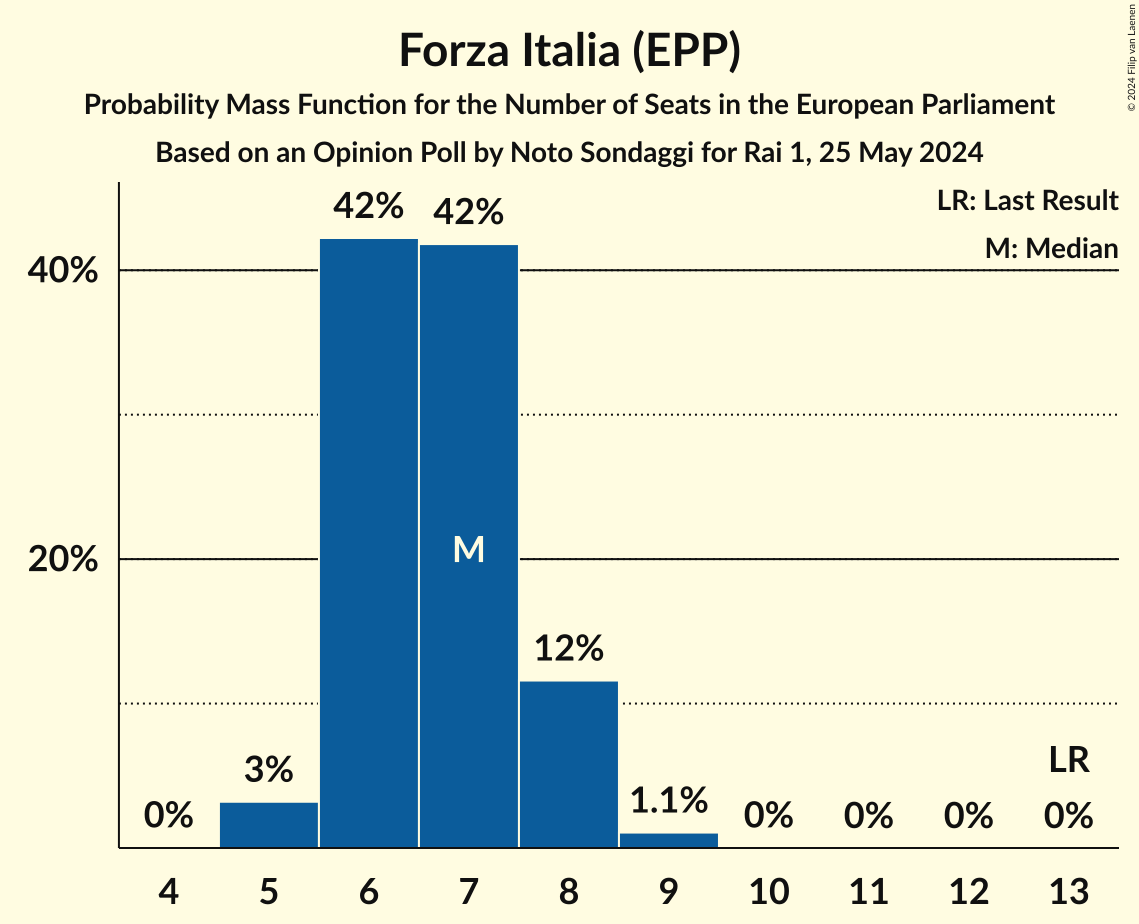 Forza Italia (EPP)
Probability Mass Function for the Number of Seats in the European Parliament
Based on an Opinion Poll by Noto Sondaggi for Rai 1, 25 May 2024
© 2024 Filip van Laenen
LR: Last Result
M: Median
40%
20%
42%
42%
M
12%
3%
1.1%
LR
0%
0%
0%
0%
0%
4 5 6 7 8 9 10 11 12 13